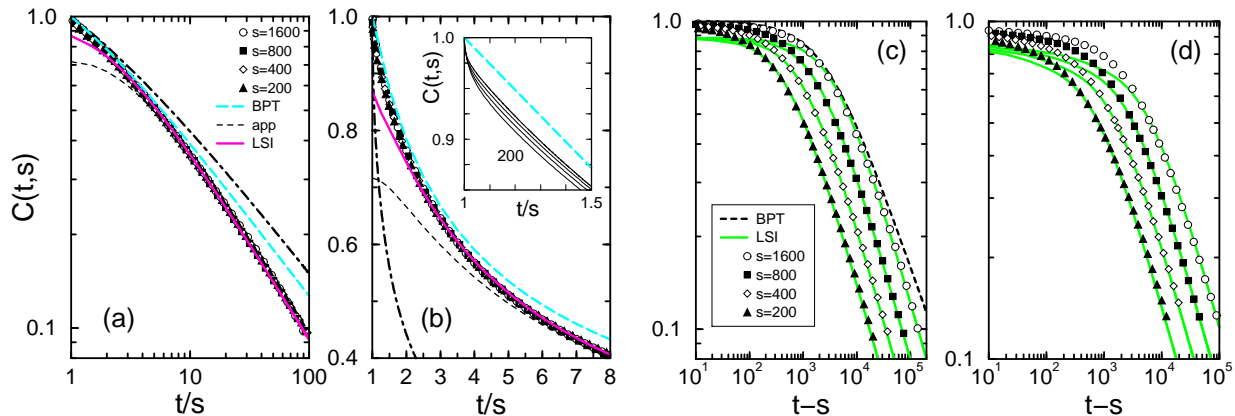 C(t,s)
1.0
0.1
s=1600
s=800
s=400
s=200
BPT
app
LSI
(a)
1 10 100
t/s
1.0
0.8
0.6
0.4
(b)
1 2 3 4 5 6 7 8
t/s
C(t,s)
1.0
0.9
200
1 1.5
t/s
1.0
0.1
(c)
BPT
LSI
s=1600
s=800
s=400
s=200
10¹ 10² 10³ 10⁴ 10⁵
t−s
1.0
0.1
(d)
10¹ 10² 10³ 10⁴ 10⁵
t−s